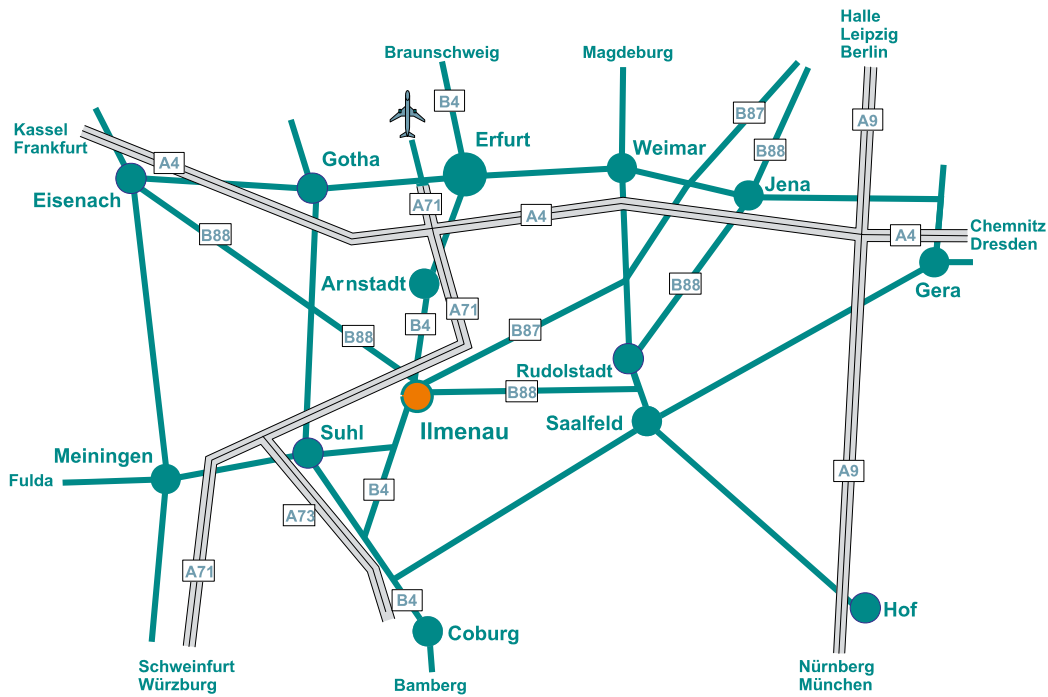 Halle
Leipzig
Berlin
Braunschweig
Magdeburg
B4
B87
A9
Kassel
Frankfurt
Erfurt
Weimar
B88
A4
Gotha
Jena
Eisenach
A71
A4
Chemnitz
Dresden
B88
A4
Arnstadt
B88
Gera
A71
B4
B87
B88
Rudolstadt
B88
Ilmenau
Saalfeld
Suhl
Meiningen
Fulda
A9
B4
A73
A71
B4
Hof
Coburg
Schweinfurt
Würzburg
Bamberg
Nürnberg
München